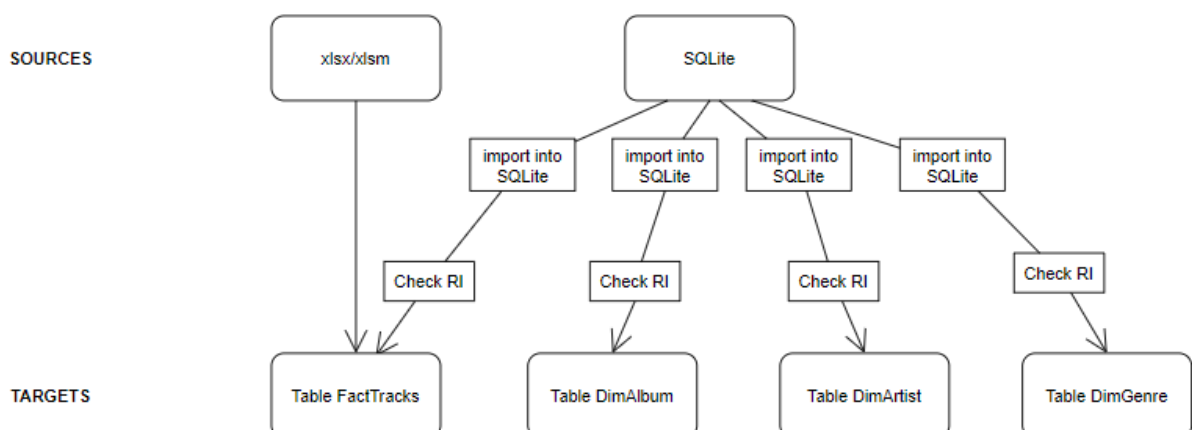 SOURCES
xlsx/xlsm
SQLite
import into
SQLite
import into
SQLite
import into
SQLite
import into
SQLite
Check RI
Check RI
Check RI
Check RI
TARGETS
Table FactTracks
Table DimAlbum
Table DimArtist
Table DimGenre